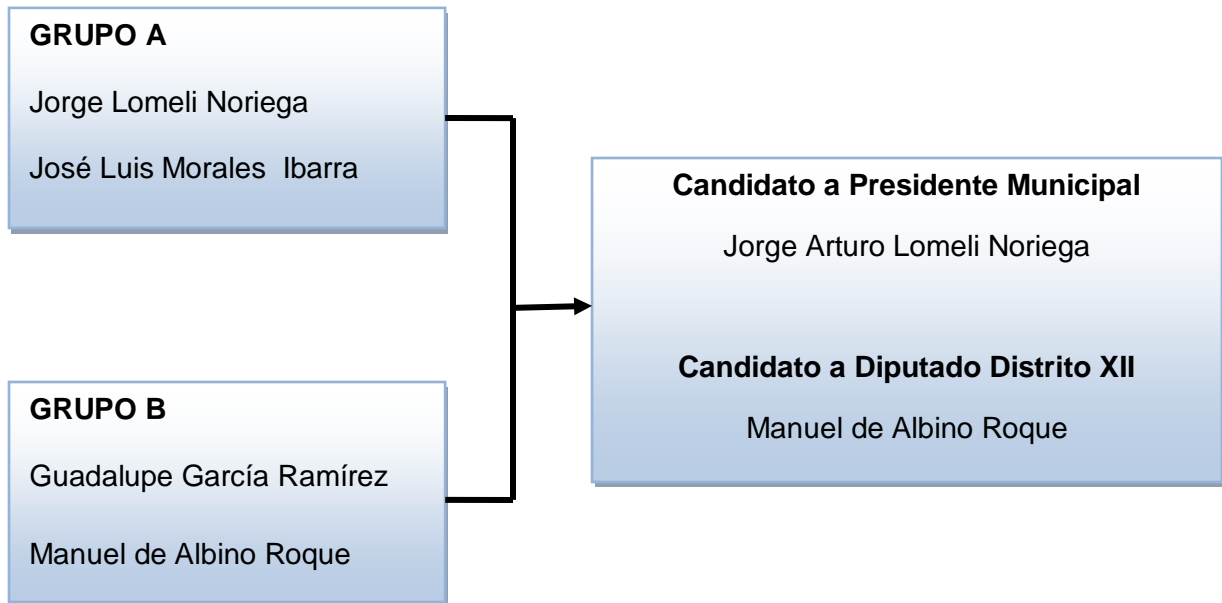 GRUPO A
Jorge Lomeli Noriega
José Luis Morales  Ibarra
GRUPO B
Guadalupe García Ramírez
Manuel de Albino Roque
Candidato a Presidente Municipal
Jorge Arturo Lomeli Noriega
Candidato a Diputado Distrito XII
Manuel de Albino Roque